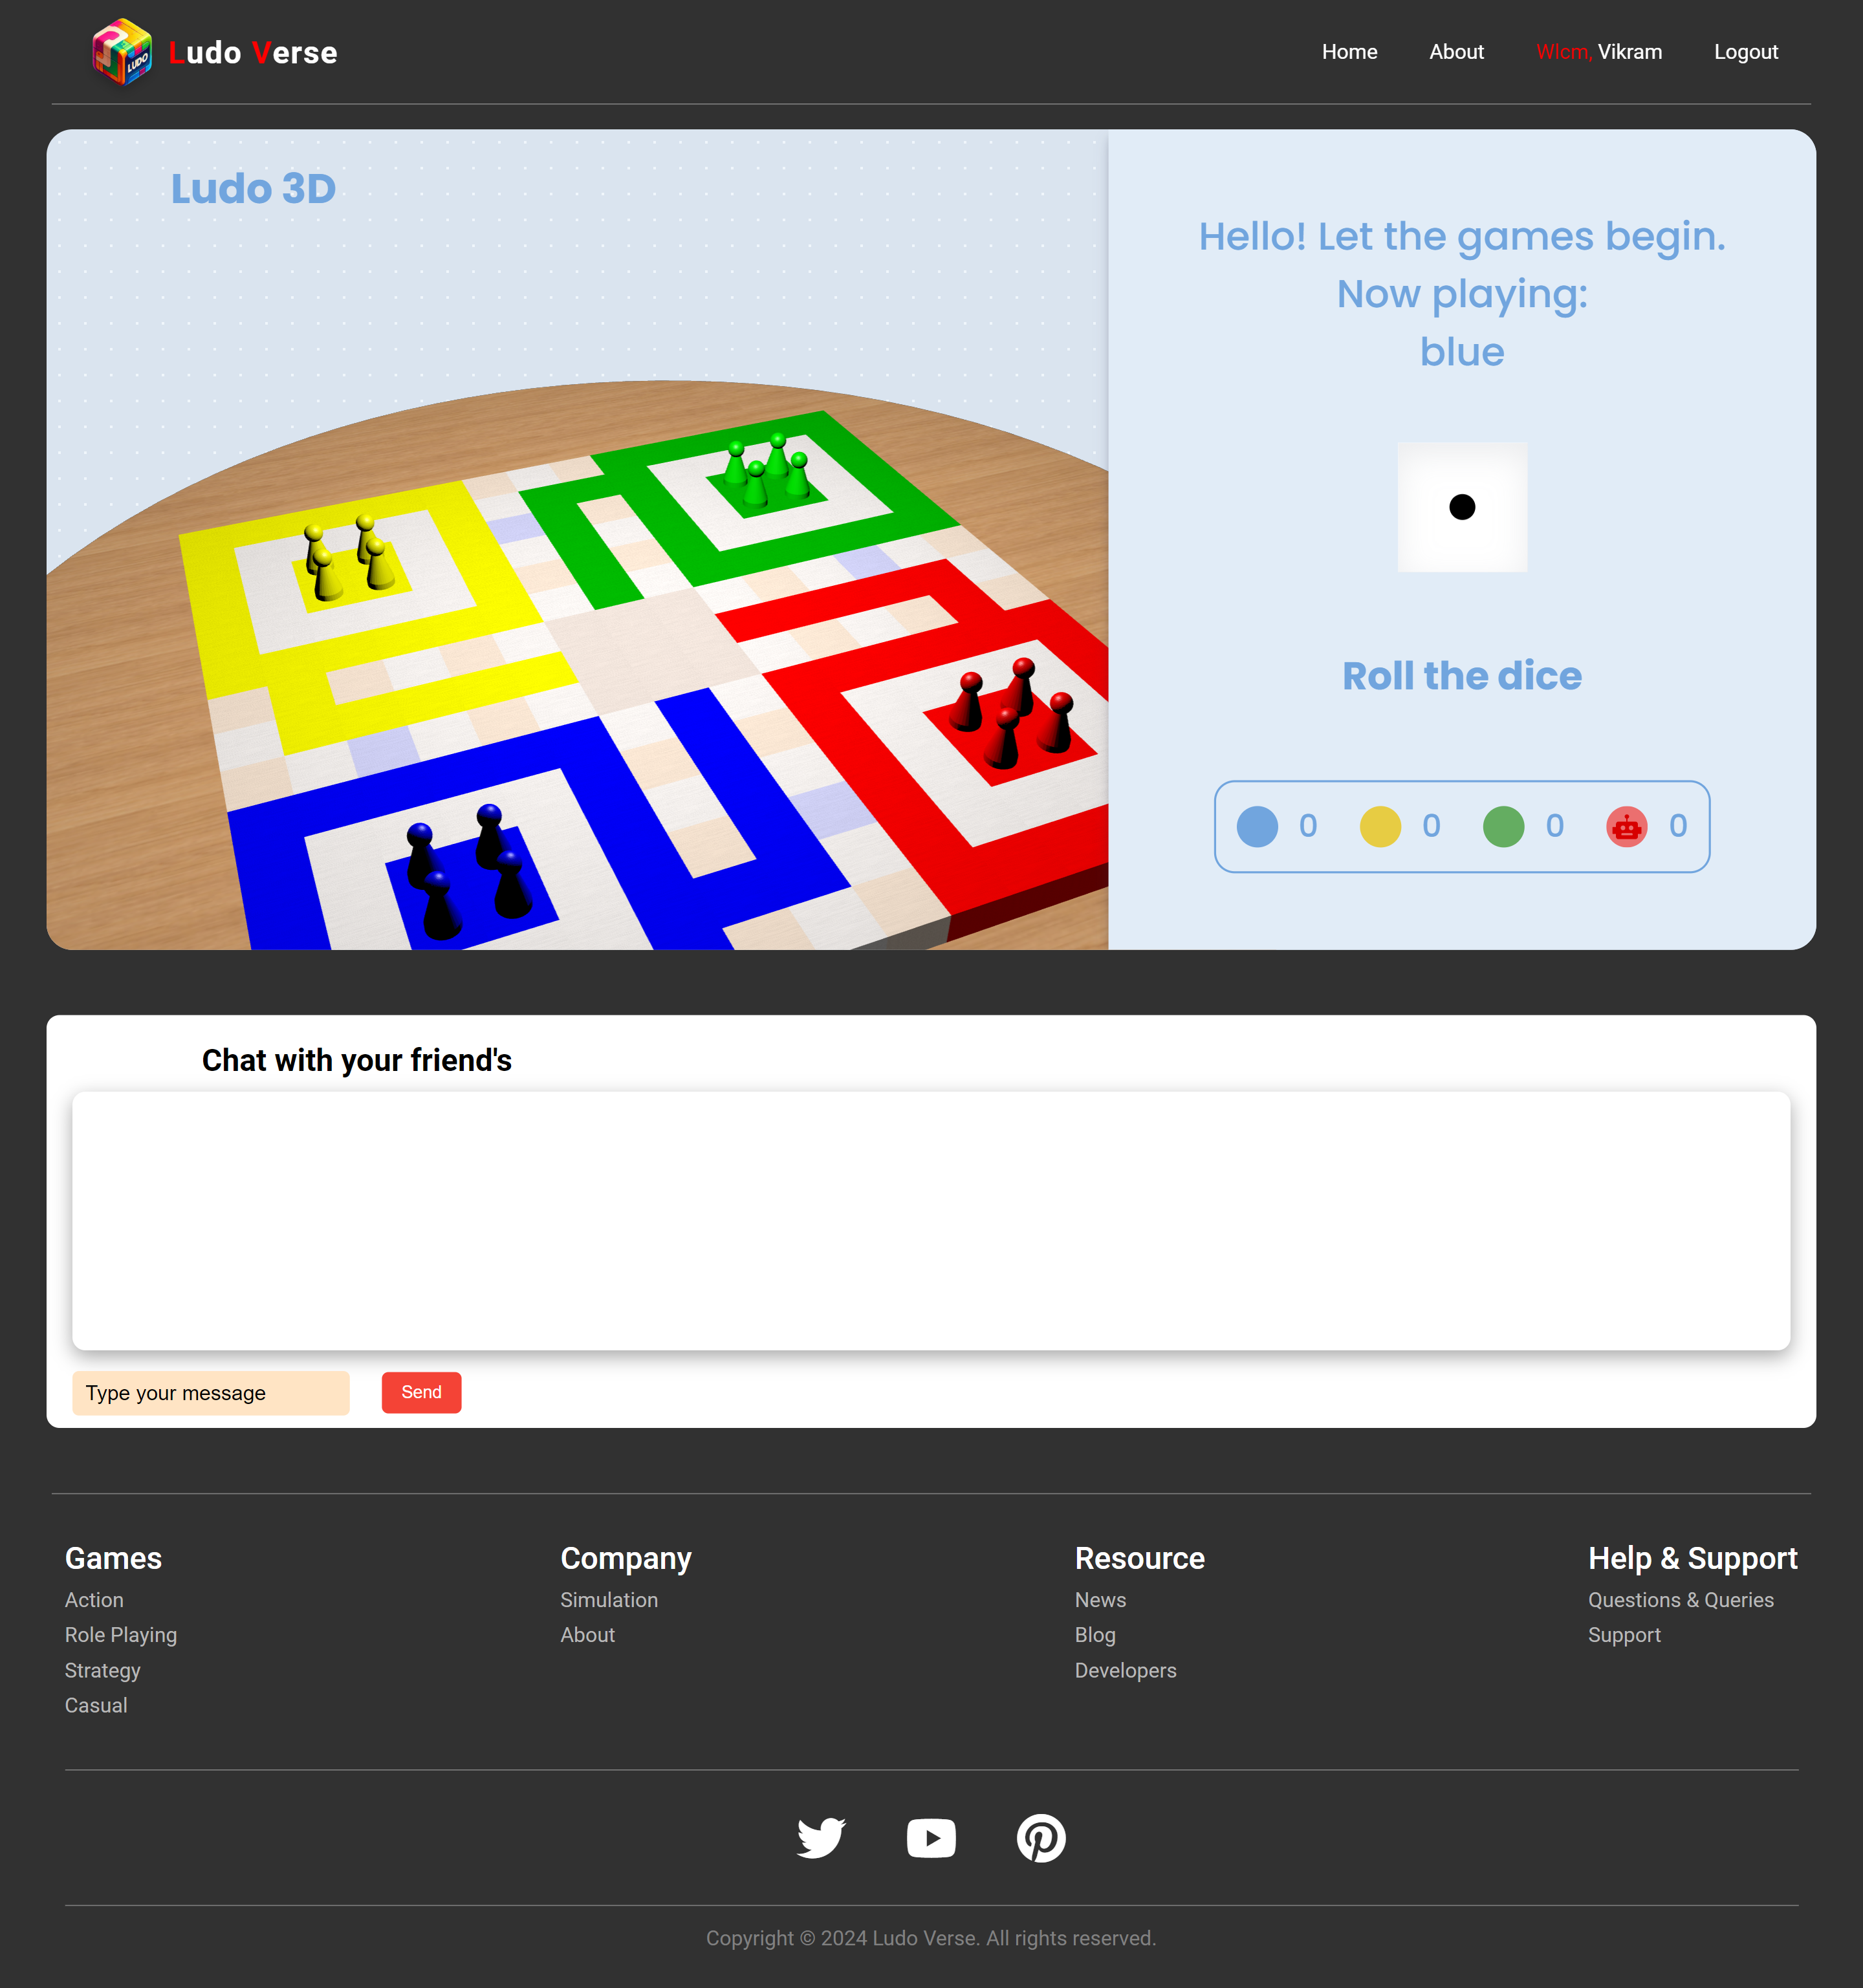 LUDO
Ludo Verse
Home
About
Wlcm, Vikram
Logout
Ludo 3D
Hello! Let the games begin.
Now playing:
blue
Roll the dice
0
0
0
0
Chat with your friend's
Type your message
Send
Games
Action
Role Playing
Strategy
Casual
Company
Simulation
About
Resource
News
Blog
Developers
Help & Support
Questions & Queries
Support
Copyright © 2024 Ludo Verse. All rights reserved.